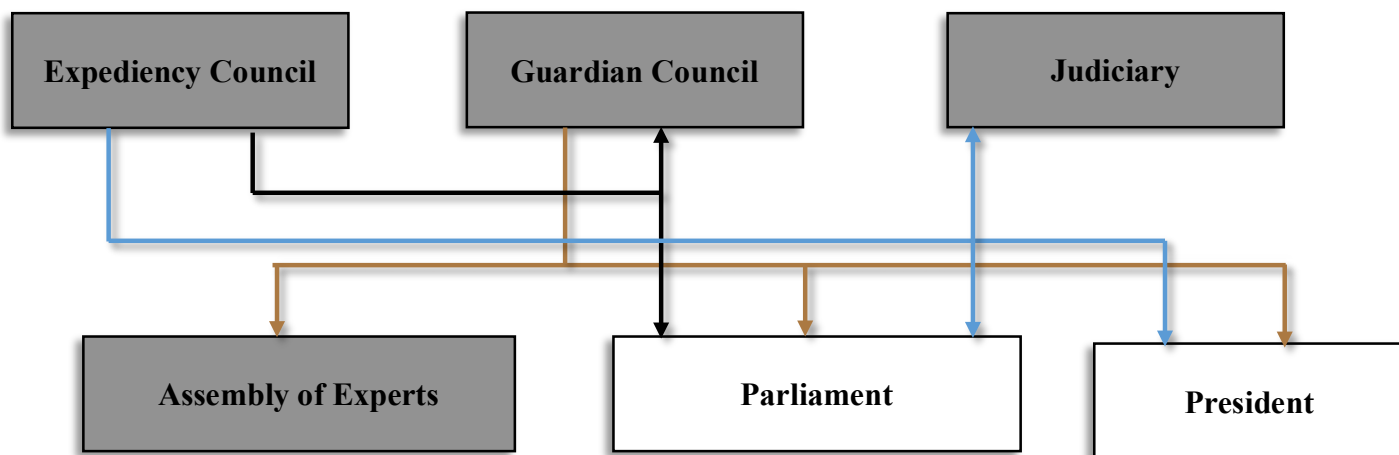 Expediency Council
Guardian Council
Judiciary
Assembly of Experts
Parliament
President